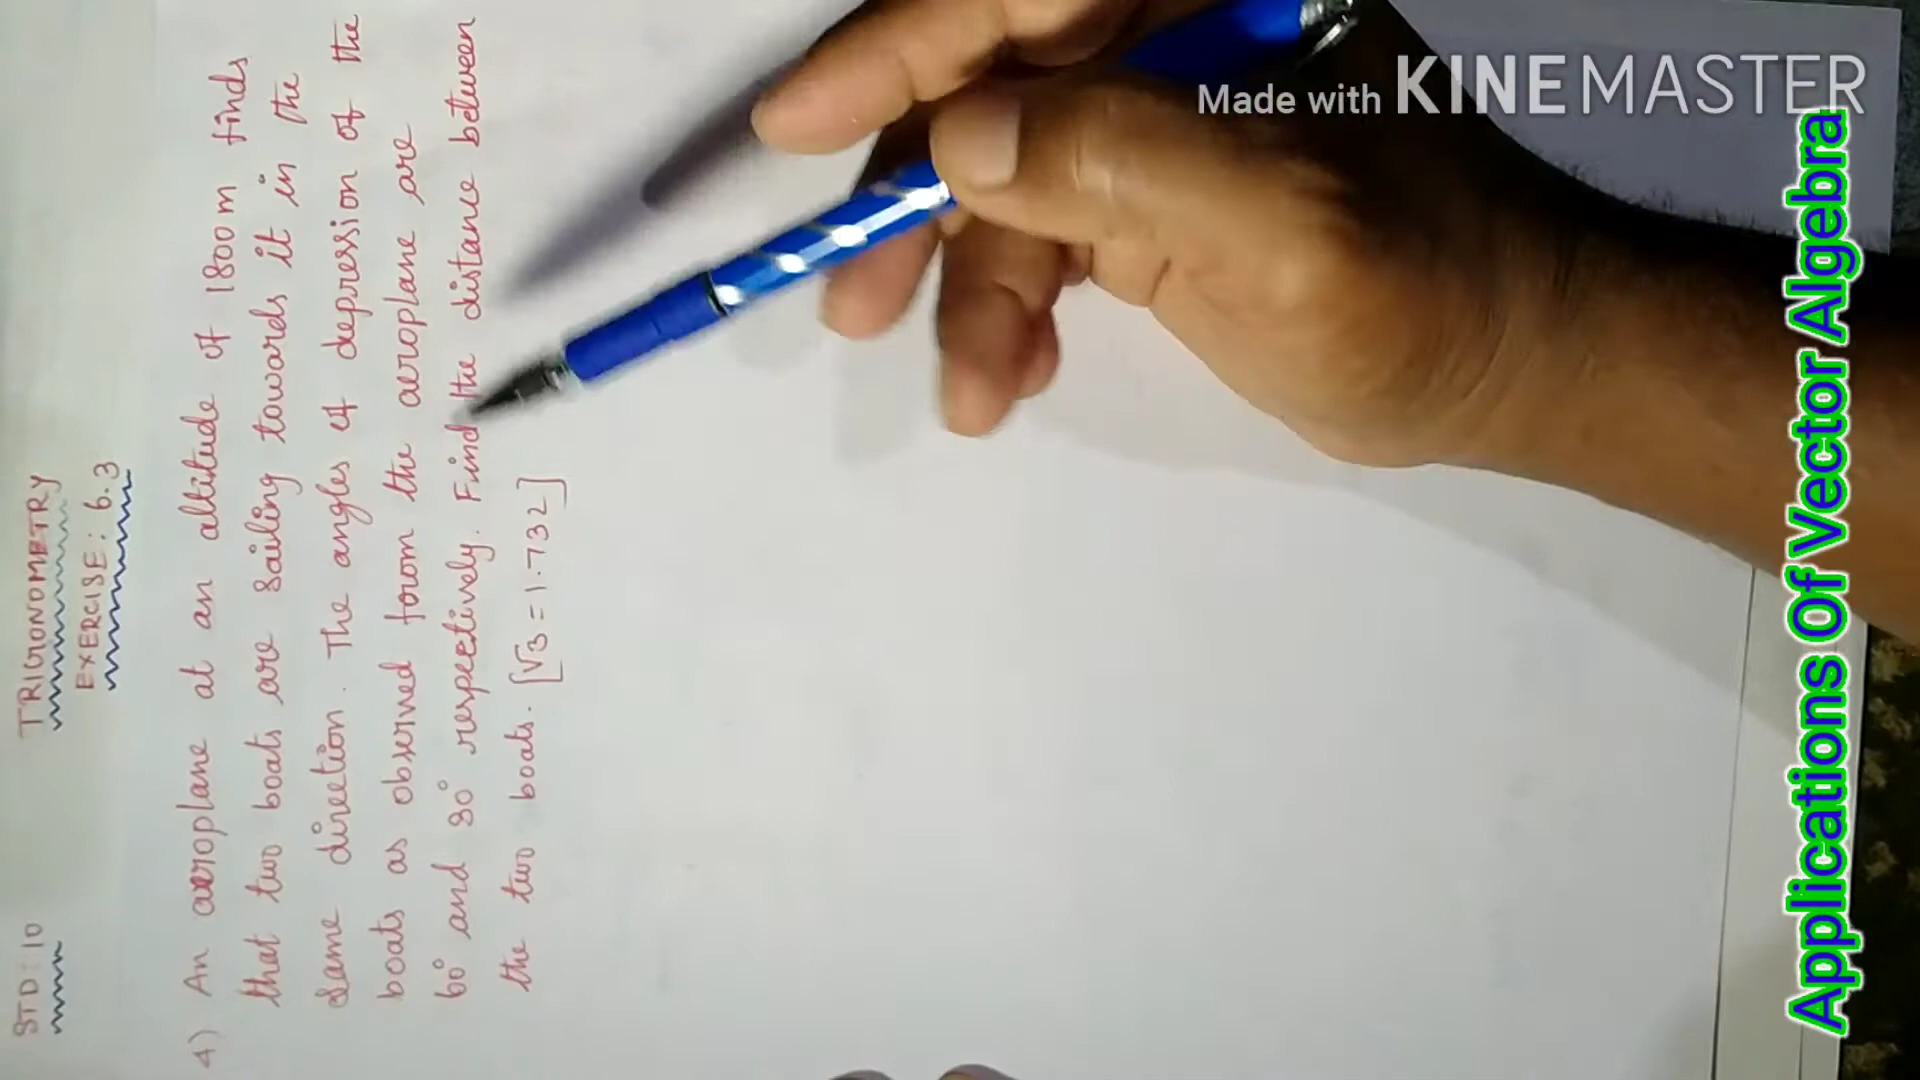 STD: 10
TRIGONOMETRY
EXERCISE: 6.3
4) An aeroplane at an altitude of 1800m finds
that two boats are sailing towards it in the
same direction. The angles of depression of the
boats as observed from the aeroplane are
60° and 30° respectively. Find the distance between
the two boats. [√3 = 1.732]
Made with KINEMASTER
Applications Of Vector Algebra